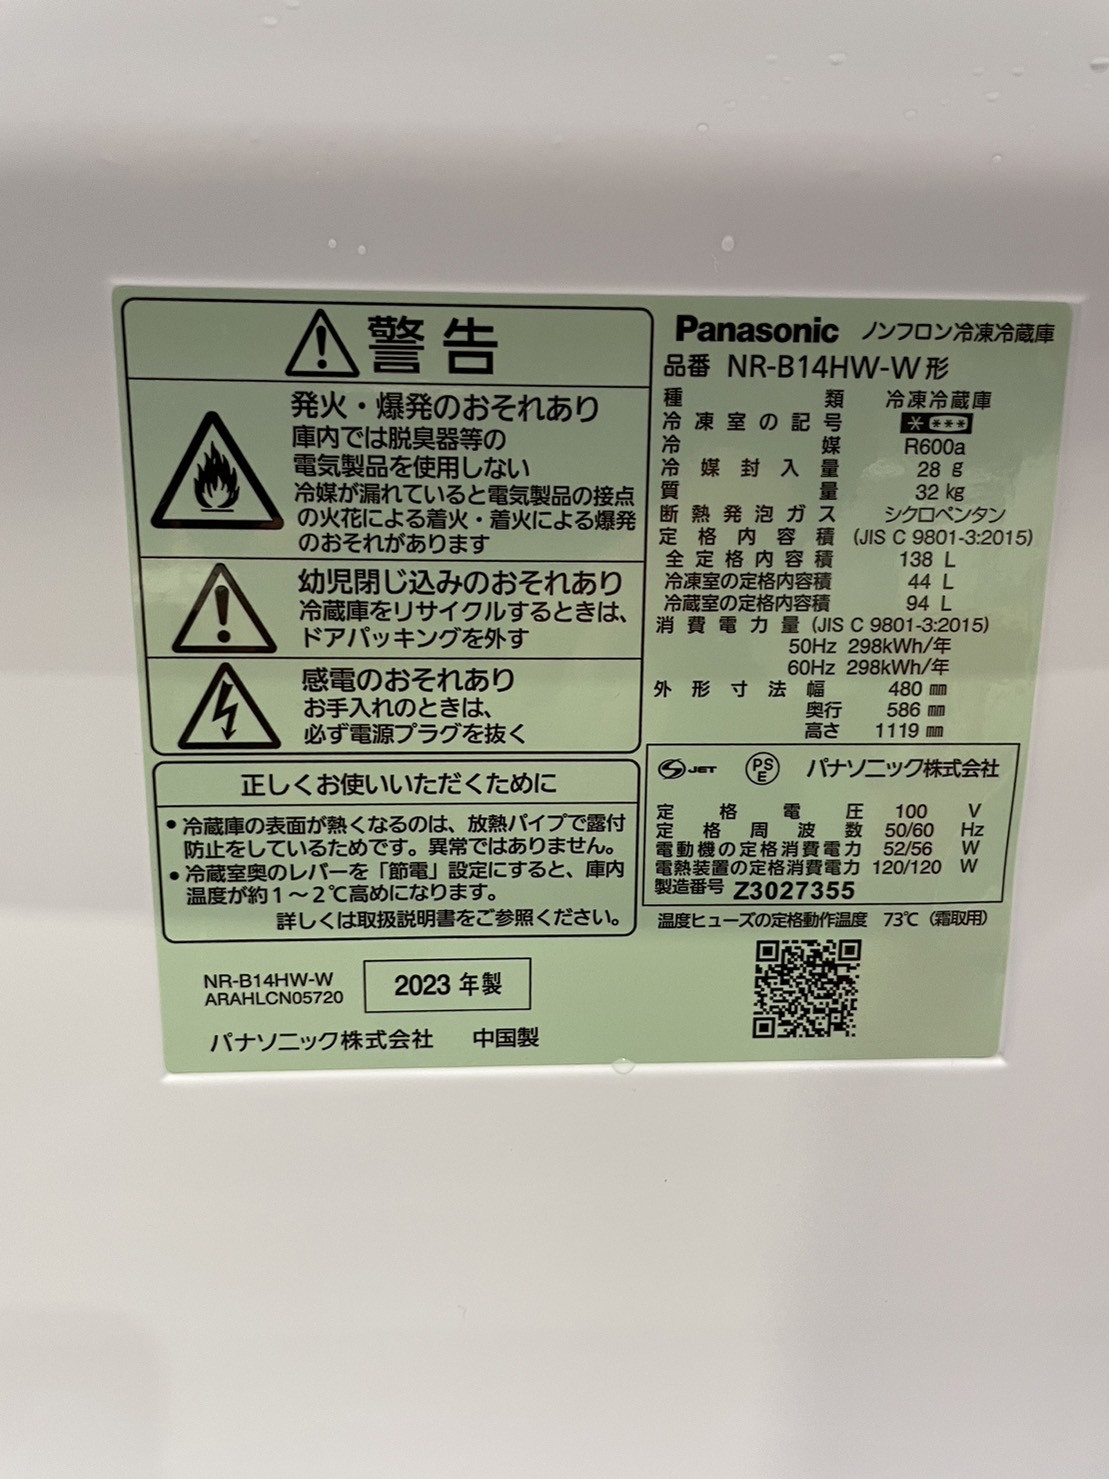 警告
発火・爆発のおそれあり
庫内では脱臭器等の
電気製品を使用しない
冷媒が漏れていると電気製品の接点
の火花による着火・着火による爆発
のおそれがあります
幼児閉じ込みのおそれあり
冷蔵庫をリサイクルするときは、
ドアパッキングを外す
感電のおそれあり
お手入れのときは、
必ず電源プラグを抜く
正しくお使いいただくために
●冷蔵庫の表面が熱くなるのは、放熱パイプで露付
防止をしているためです。異常ではありません。
●冷蔵室奥のレバーを「節電」設定にすると、庫内
温度が約1～2℃高めになります。
詳しくは取扱説明書をご参照ください。
NR-B14HW-W
ARAHLCN05720
2023年製
パナソニック株式会社 中国製
Panasonic ノンフロン冷凍冷蔵庫
品番 NR-B14HW-W形
種類 冷凍冷蔵庫
冷凍室の記号 * ***
冷媒 R600a
冷媒封入量 28 g
質量 32 kg
断熱発泡ガス シクロペンタン
定格内容積 (JIS C 9801-3:2015)
全定格内容積 138 L
冷凍室の定格内容積 44 L
冷蔵室の定格内容積 94 L
消費電力量 (JIS C 9801-3:2015)
50Hz 298kWh/年
60Hz 298kWh/年
外形寸法 幅 480 mm
奥行 586 mm
高さ 1119 mm
S JET PS E パナソニック株式会社
定格電圧 100 V
定格周波数 50/60 Hz
電動機の定格消費電力 52/56 W
電熱装置の定格消費電力 120/120 W
製造番号 Z3027355
温度ヒューズの定格動作温度 73℃（霜取用）